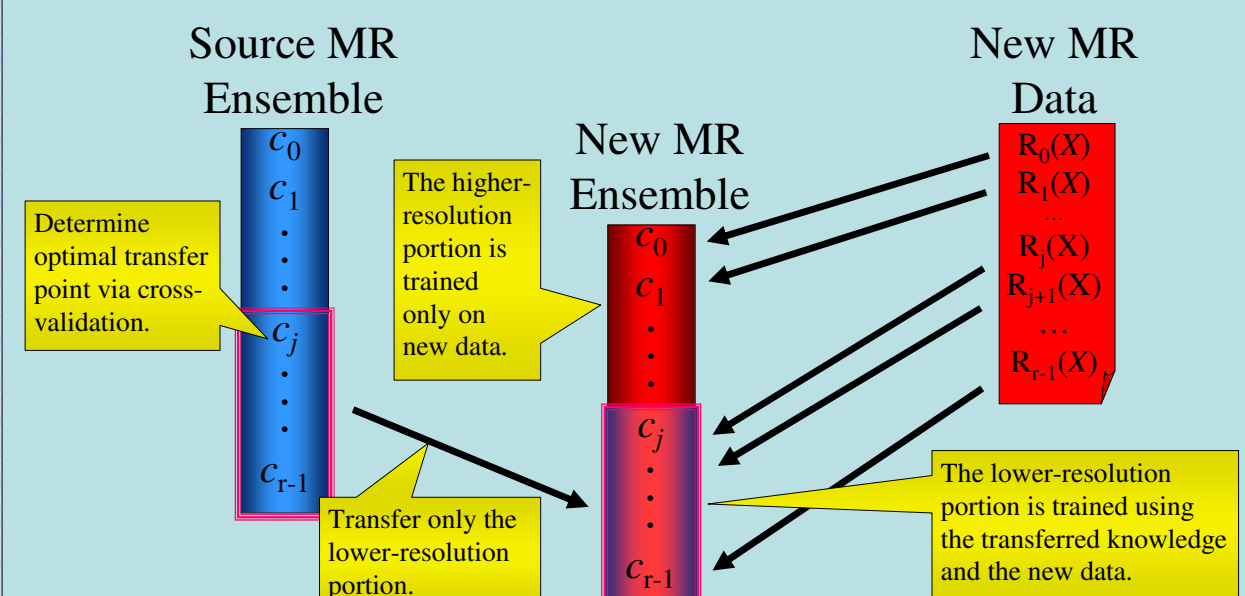 Source MR
Ensemble
c0
c1
.
.
.
cj
.
.
.
cr-1
Determine
optimal transfer
point via cross-
validation.
Transfer only the
lower-resolution
portion.
The higher-
resolution
portion is
trained
only on
new data.
New MR
Ensemble
c0
c1
.
.
.
cj
.
.
.
cr-1
New MR
Data
R0(X)
R1(X)
...
Rj(X)
Rj+1(X)
...
Rr-1(X)
The lower-resolution
portion is trained using
the transferred knowledge
and the new data.